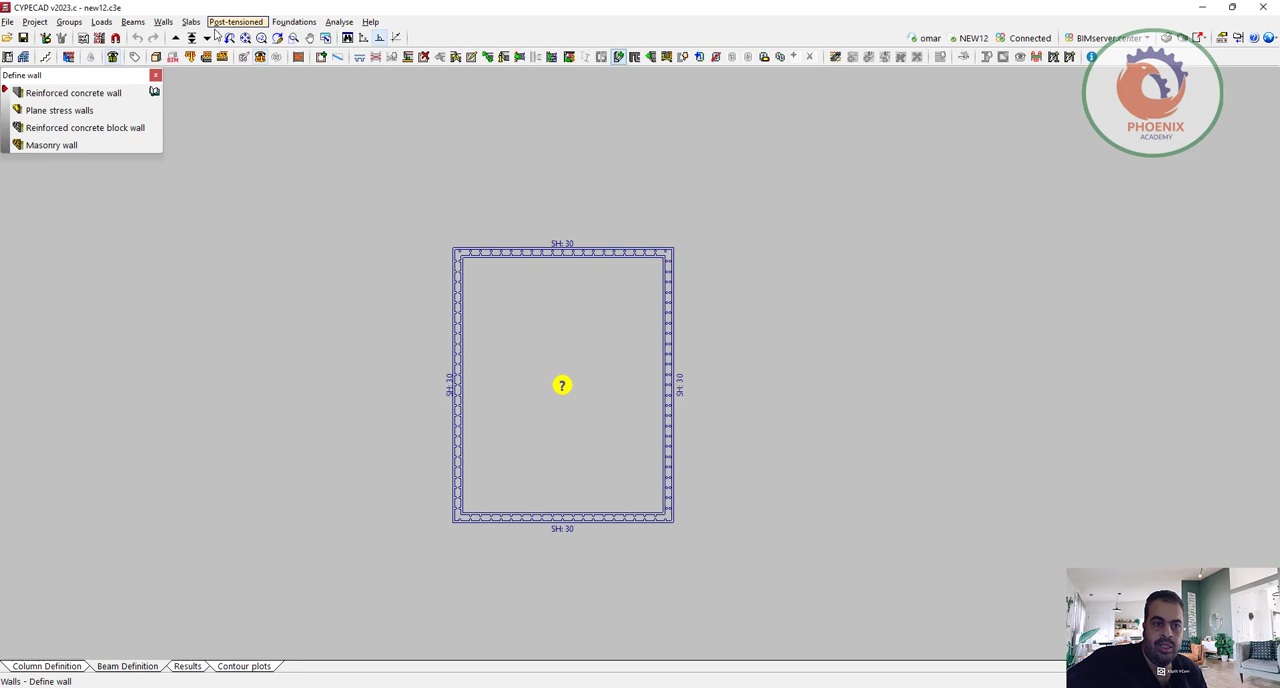 CYPECAD v2023.c - new12.c3e
File Project Groups Loads Beams Walls Slabs Post-tensioned Foundations Analyse Help
omar NEW12 Connected BIMserver.center
Define wall
Reinforced concrete wall
Plane stress walls
Reinforced concrete block wall
Masonry wall
PHOENIX
ACADEMY
SH: 30
SH: 30
?
SH: 30
SH: 30
XSplit VCam
Column Definition Beam Definition Results Contour plots
Walls - Define wall